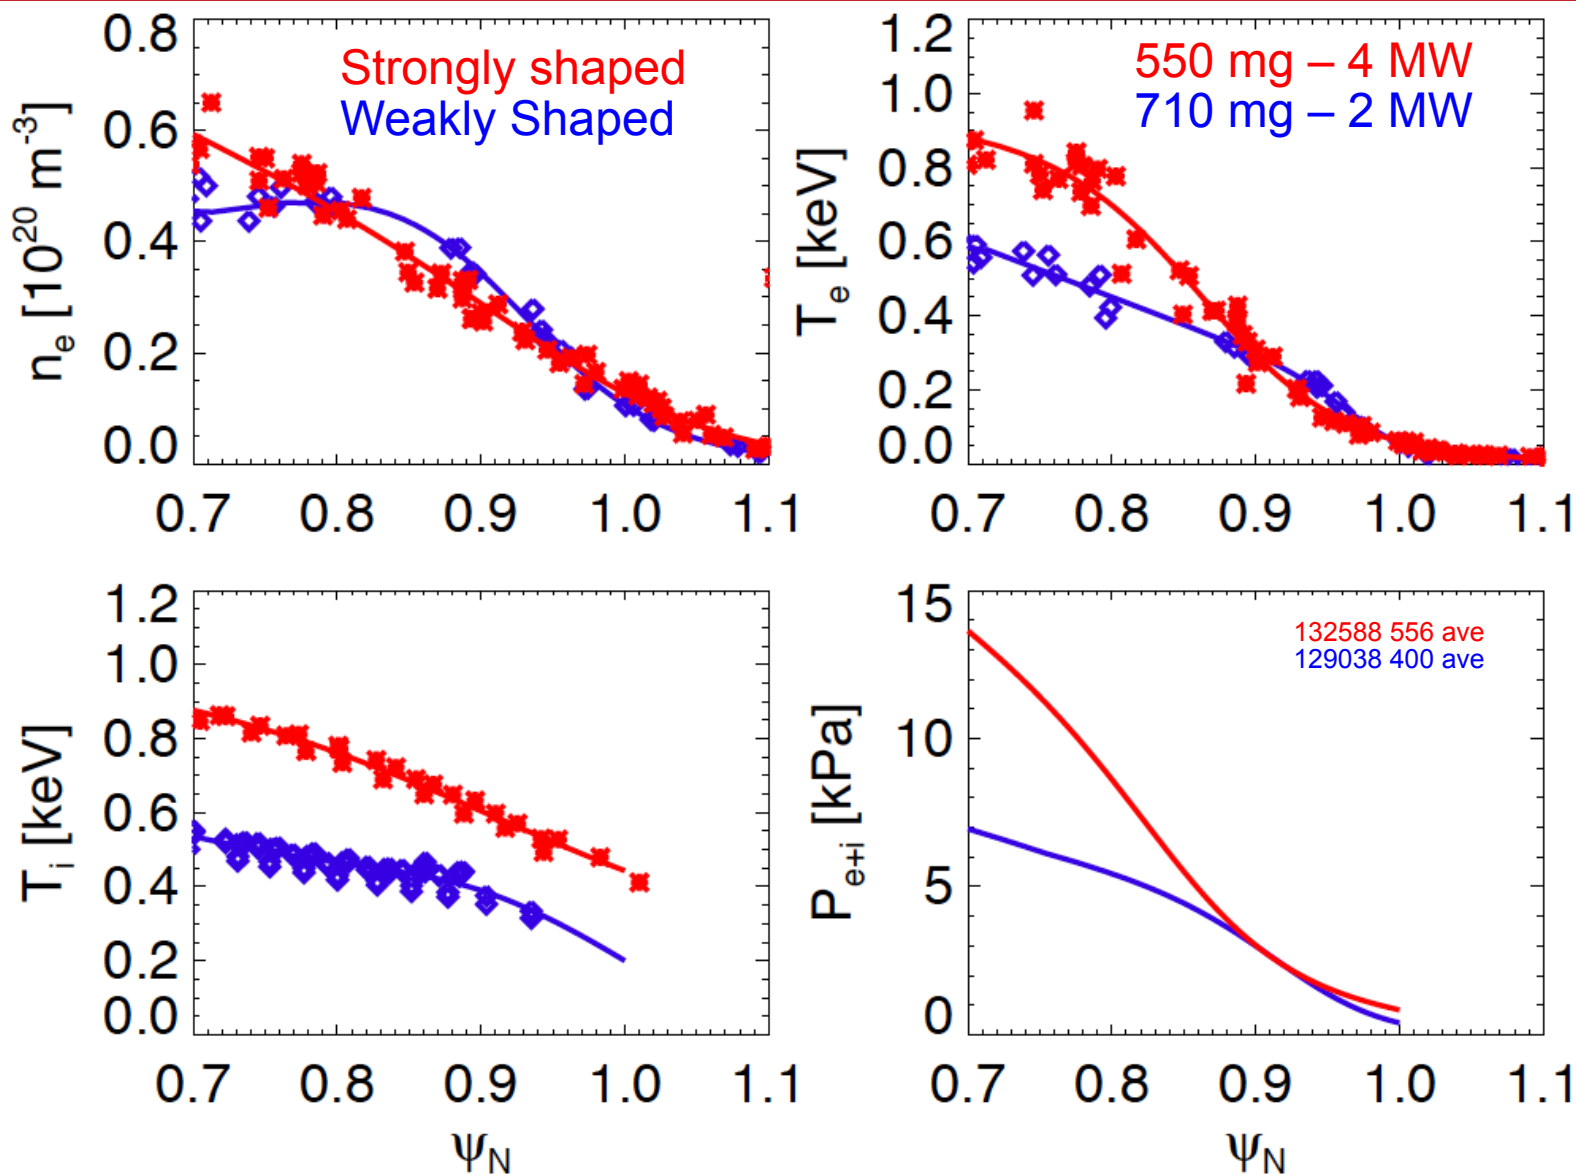 0.8
0.6
0.4
0.2
0.0
n_e [10^20 m^-3]
Strongly shaped
Weakly Shaped
0.7 0.8 0.9 1.0 1.1
1.2
1.0
0.8
0.6
0.4
0.2
0.0
T_e [keV]
550 mg – 4 MW
710 mg – 2 MW
0.7 0.8 0.9 1.0 1.1
1.2
1.0
0.8
0.6
0.4
0.2
0.0
T_i [keV]
0.7 0.8 0.9 1.0 1.1
ψ_N
15
10
5
0
P_e+i [kPa]
132588 556 ave
129038 400 ave
0.7 0.8 0.9 1.0 1.1
ψ_N